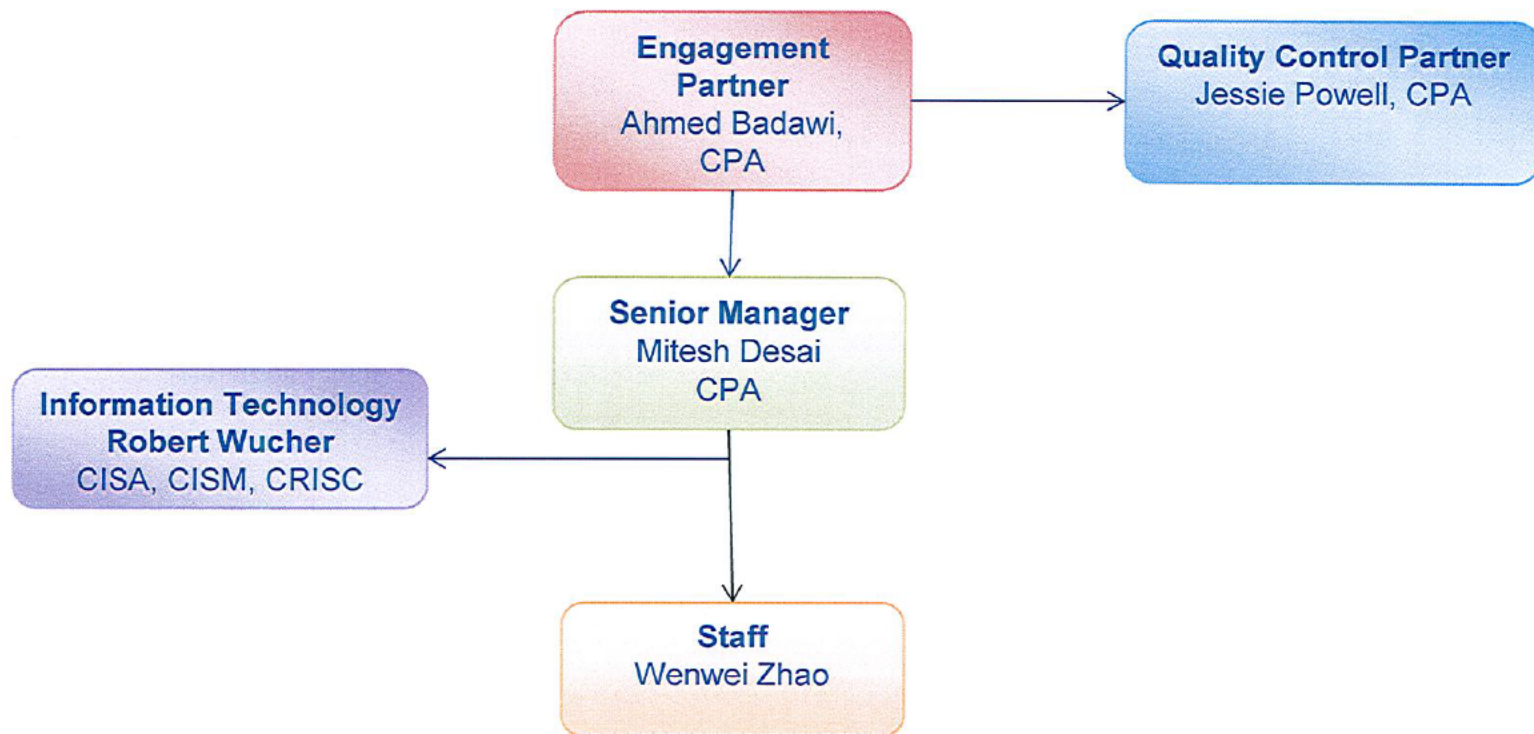 Engagement
Partner
Ahmed Badawi,
CPA
Quality Control Partner
Jessie Powell, CPA
Senior Manager
Mitesh Desai
CPA
Information Technology
Robert Wucher
CISA, CISM, CRISC
Staff
Wenwei Zhao